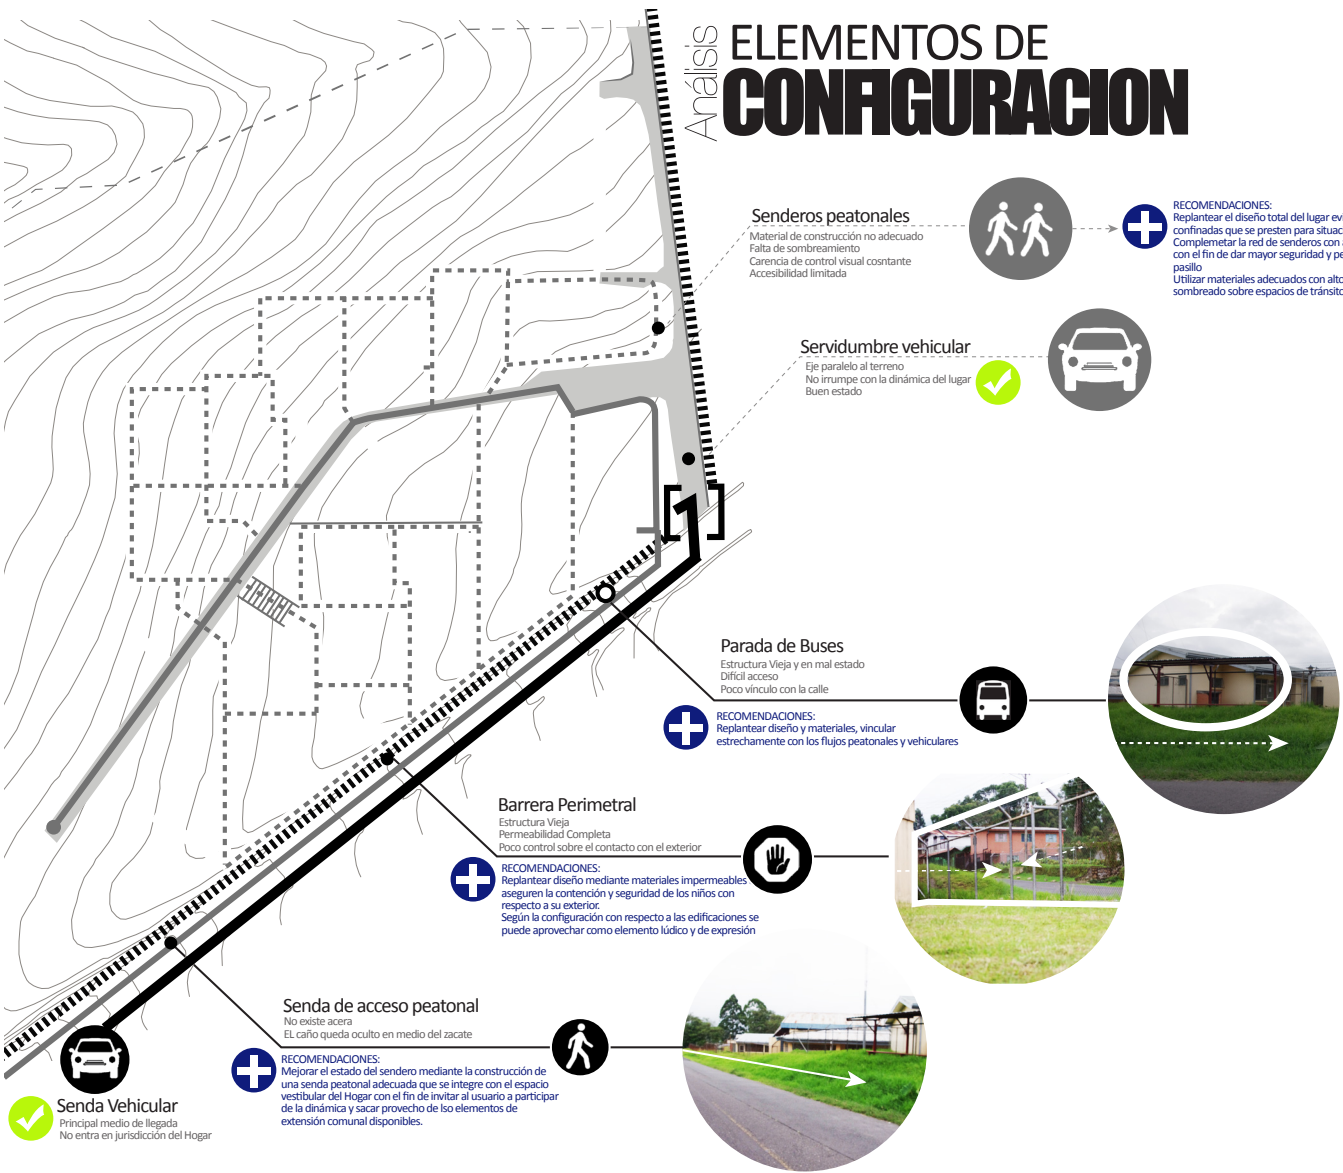 Análisis
ELEMENTOS DE
CONFIGURACION
Senderos peatonales
Material de construcción no adecuado
Falta de sombreamiento
Carencia de control visual cosntante
Accesibilidad limitada
RECOMENDACIONES:
Replantear el diseño total del lugar
confinadas que se presten para
Complemetar la red de senderos con
con el fin de dar mayor seguridad y
pasillo
Utilizar materiales adecuados con alto
sombreado sobre espacios de tránsito
Servidumbre vehicular
Eje paralelo al terreno
No irrumpe con la dinámica del lugar
Buen estado
[1]
Parada de Buses
Estructura Vieja y en mal estado
Difícil acceso
Poco vínculo con la calle
RECOMENDACIONES:
Replantear diseño y materiales, vincular
estrechamente con los flujos peatonales y vehiculares
Barrera Perimetral
Estructura Vieja
Permeabilidad Completa
Poco control sobre el contacto con el exterior
RECOMENDACIONES:
Replantear diseño mediante materiales impermeables
aseguren la contención y seguridad de los niños con
respecto a su exterior.
Según la configuración con respecto a las edificaciones se
puede aprovechar como elemento lúdico y de expresión
Senda de acceso peatonal
No existe acera
EL caño queda oculto en medio del zacate
RECOMENDACIONES:
Mejorar el estado del sendero mediante la construcción de
una senda peatonal adecuada que se integre con el espacio
vestibular del Hogar con el fin de invitar al usuario a participar
de la dinámica y sacar provecho de lso elementos de
extensión comunal disponibles.
Senda Vehicular
Principal medio de llegada
No entra en jurisdicción del Hogar